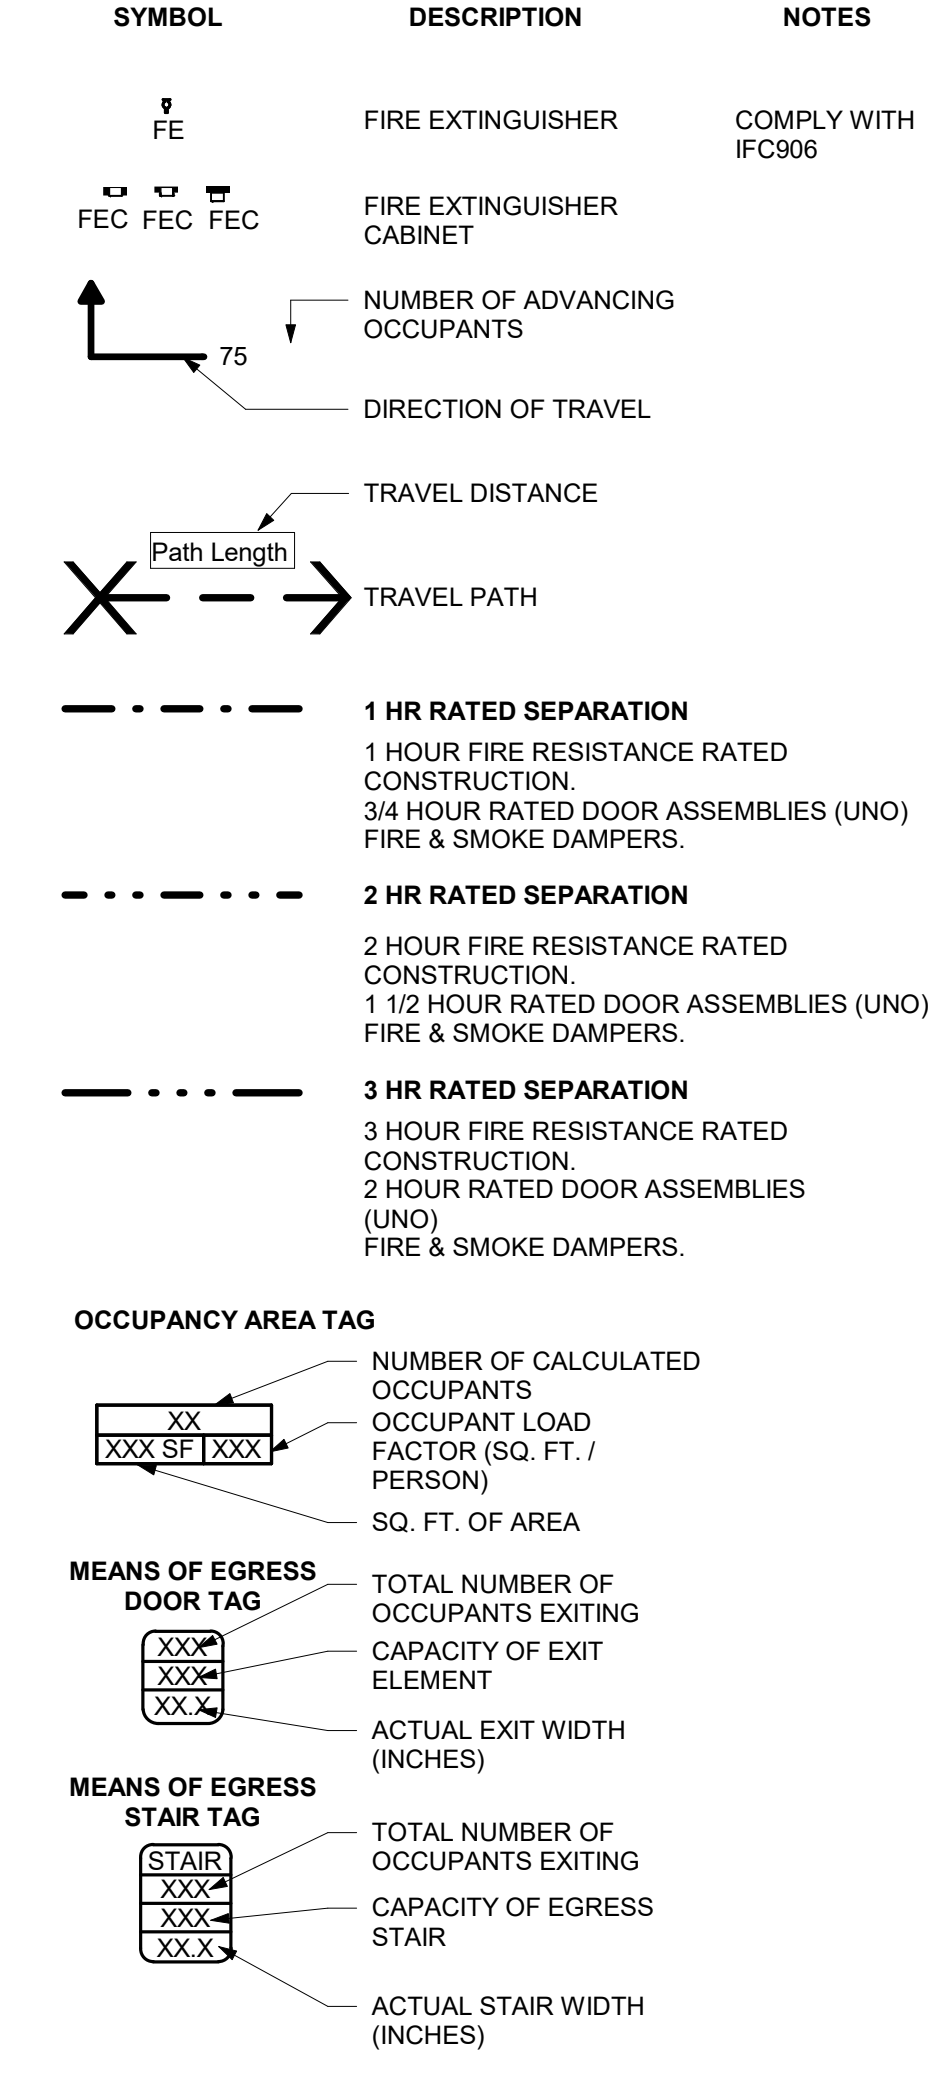 SYMBOL DESCRIPTION NOTES
FE FIRE EXTINGUISHER COMPLY WITH
IFC906
FEC FEC FEC FIRE EXTINGUISHER
CABINET
NUMBER OF ADVANCING
OCCUPANTS
75
DIRECTION OF TRAVEL
TRAVEL DISTANCE
Path Length
TRAVEL PATH
1 HR RATED SEPARATION
1 HOUR FIRE RESISTANCE RATED
CONSTRUCTION.
3/4 HOUR RATED DOOR ASSEMBLIES (UNO)
FIRE & SMOKE DAMPERS.
2 HR RATED SEPARATION
2 HOUR FIRE RESISTANCE RATED
CONSTRUCTION.
1 1/2 HOUR RATED DOOR ASSEMBLIES (UNO)
FIRE & SMOKE DAMPERS.
3 HR RATED SEPARATION
3 HOUR FIRE RESISTANCE RATED
CONSTRUCTION.
2 HOUR RATED DOOR ASSEMBLIES
(UNO)
FIRE & SMOKE DAMPERS.
OCCUPANCY AREA TAG
NUMBER OF CALCULATED
OCCUPANTS
XX
XXX SF XXX
OCCUPANT LOAD
FACTOR (SQ. FT. /
PERSON)
SQ. FT. OF AREA
MEANS OF EGRESS
DOOR TAG
TOTAL NUMBER OF
OCCUPANTS EXITING
XXX
XXX
XX.X
CAPACITY OF EXIT
ELEMENT
ACTUAL EXIT WIDTH
(INCHES)
MEANS OF EGRESS
STAIR TAG
TOTAL NUMBER OF
OCCUPANTS EXITING
STAIR
XXX
XXX
XX.X
CAPACITY OF EGRESS
STAIR
ACTUAL STAIR WIDTH
(INCHES)